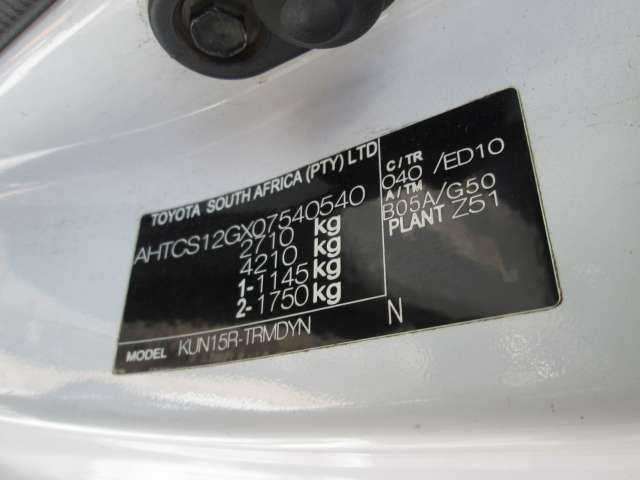 TOYOTA SOUTH AFRICA (PTY) LTD
AHTCS12GX07540540
2710 kg
4210 kg
1-1145 kg
2-1750 kg
MODEL KUN15R-TRMDYN
C/TR
040 /ED10
A/TM
B05A/G50
PLANT Z51
N